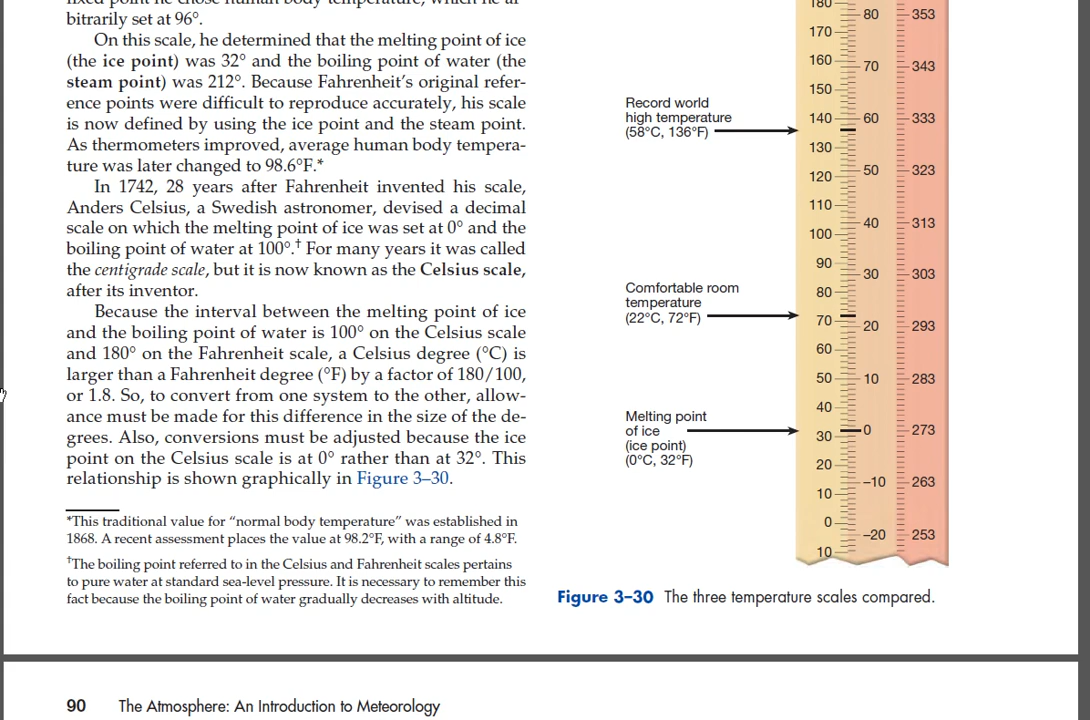 fixed point he chose human body temperature, which he ar-
bitrarily set at 96°.
On this scale, he determined that the melting point of ice
(the ice point) was 32° and the boiling point of water (the
steam point) was 212°. Because Fahrenheit's original refer-
ence points were difficult to reproduce accurately, his scale
is now defined by using the ice point and the steam point.
As thermometers improved, average human body tempera-
ture was later changed to 98.6°F.*
In 1742, 28 years after Fahrenheit invented his scale,
Anders Celsius, a Swedish astronomer, devised a decimal
scale on which the melting point of ice was set at 0° and the
boiling point of water at 100°.† For many years it was called
the centigrade scale, but it is now known as the Celsius scale,
after its inventor.
Because the interval between the melting point of ice
and the boiling point of water is 100° on the Celsius scale
and 180° on the Fahrenheit scale, a Celsius degree (°C) is
larger than a Fahrenheit degree (°F) by a factor of 180/100,
or 1.8. So, to convert from one system to the other, allow-
ance must be made for this difference in the size of the de-
grees. Also, conversions must be adjusted because the ice
point on the Celsius scale is at 0° rather than at 32°. This
relationship is shown graphically in Figure 3–30.
*This traditional value for "normal body temperature" was established in
1868. A recent assessment places the value at 98.2°F, with a range of 4.8°F.
†The boiling point referred to in the Celsius and Fahrenheit scales pertains
to pure water at standard sea-level pressure. It is necessary to remember this
fact because the boiling point of water gradually decreases with altitude.
Record world
high temperature
(58°C, 136°F)
Comfortable room
temperature
(22°C, 72°F)
Melting point
of ice
(ice point)
(0°C, 32°F)
180
170
160
150
140
130
120
110
100
90
80
70
60
50
40
30
20
10
0
10
80
70
60
50
40
30
20
10
0
–10
–20
353
343
333
323
313
303
293
283
273
263
253
Figure 3–30 The three temperature scales compared.
90 The Atmosphere: An Introduction to Meteorology